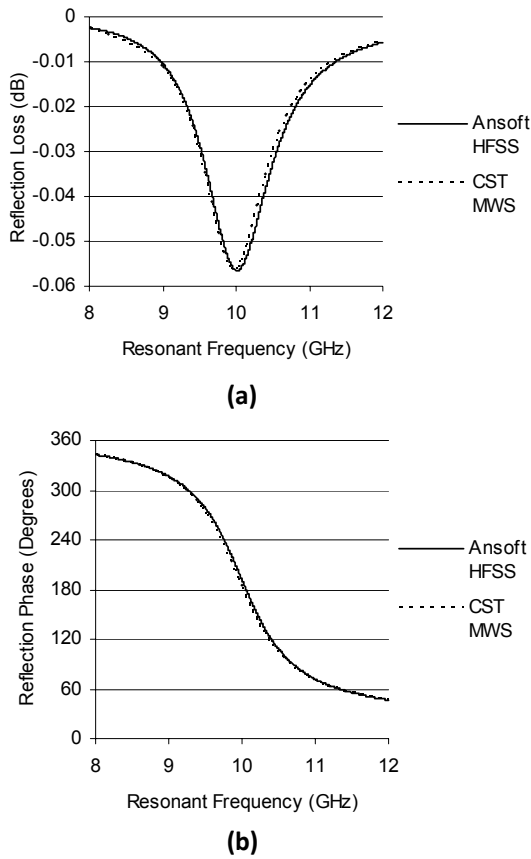 0
-0.01
-0.02
-0.03
-0.04
-0.05
-0.06
Reflection Loss (dB)
8 9 10 11 12
Resonant Frequency (GHz)
Ansoft
HFSS
CST
MWS
(a)
360
300
240
180
120
60
0
Reflection Phase (Degrees)
8 9 10 11 12
Resonant Frequency (GHz)
Ansoft
HFSS
CST
MWS
(b)